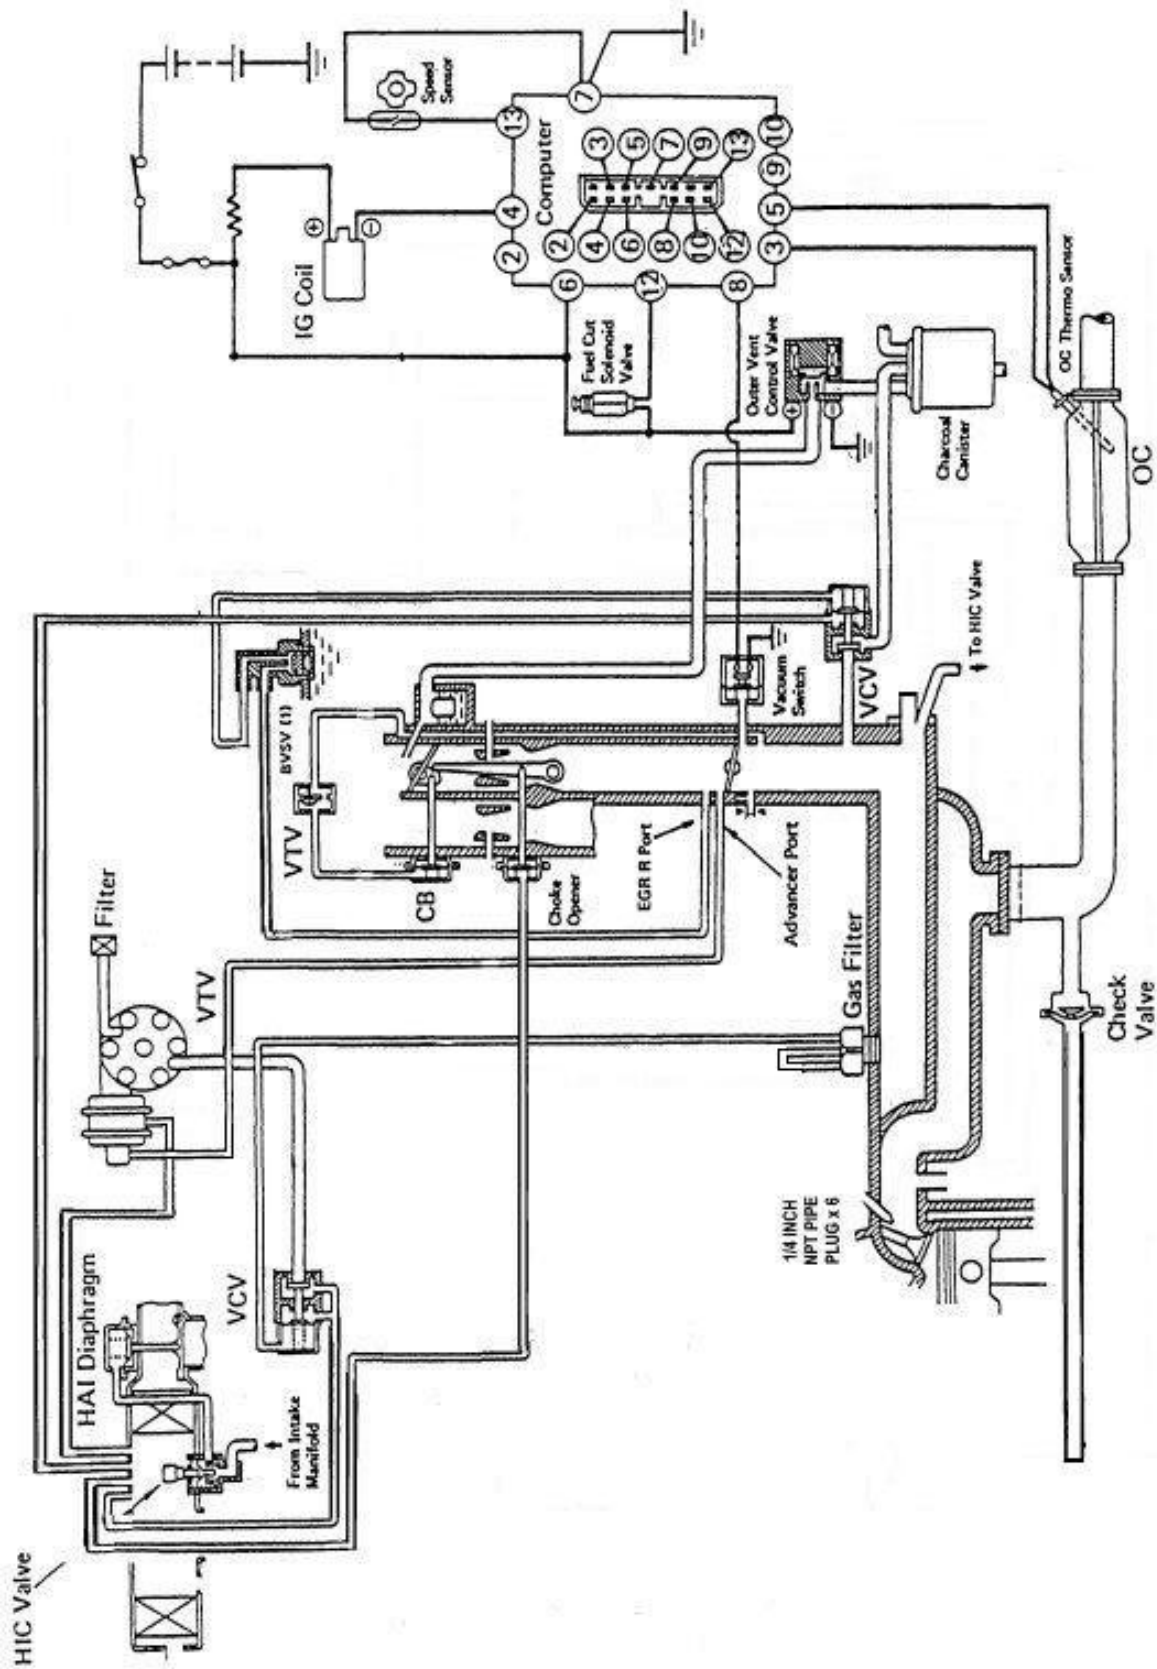 HIC Valve
HAI Diaphragm
From Intake
Manifold
VCV
VTV
Filter
VTV
BVSV (1)
CB
Choke
Opener
EGR R Port
Advancer Port
Gas Filter
1/4 INCH
NPT PIPE
PLUG x 6
Check
Valve
Vacuum
Switch
VCV
To HIC Valve
OC
OC Thermo Sensor
Charcoal
Canister
Outer Vent
Control Valve
+
−
Fuel Cut
Solenoid
Valve
IG Coil
+
−
Speed
Sensor
Computer
6
12
8
2
4
13
7
3
5
9
10
2
4
6
8
10
12
3
5
7
9
13